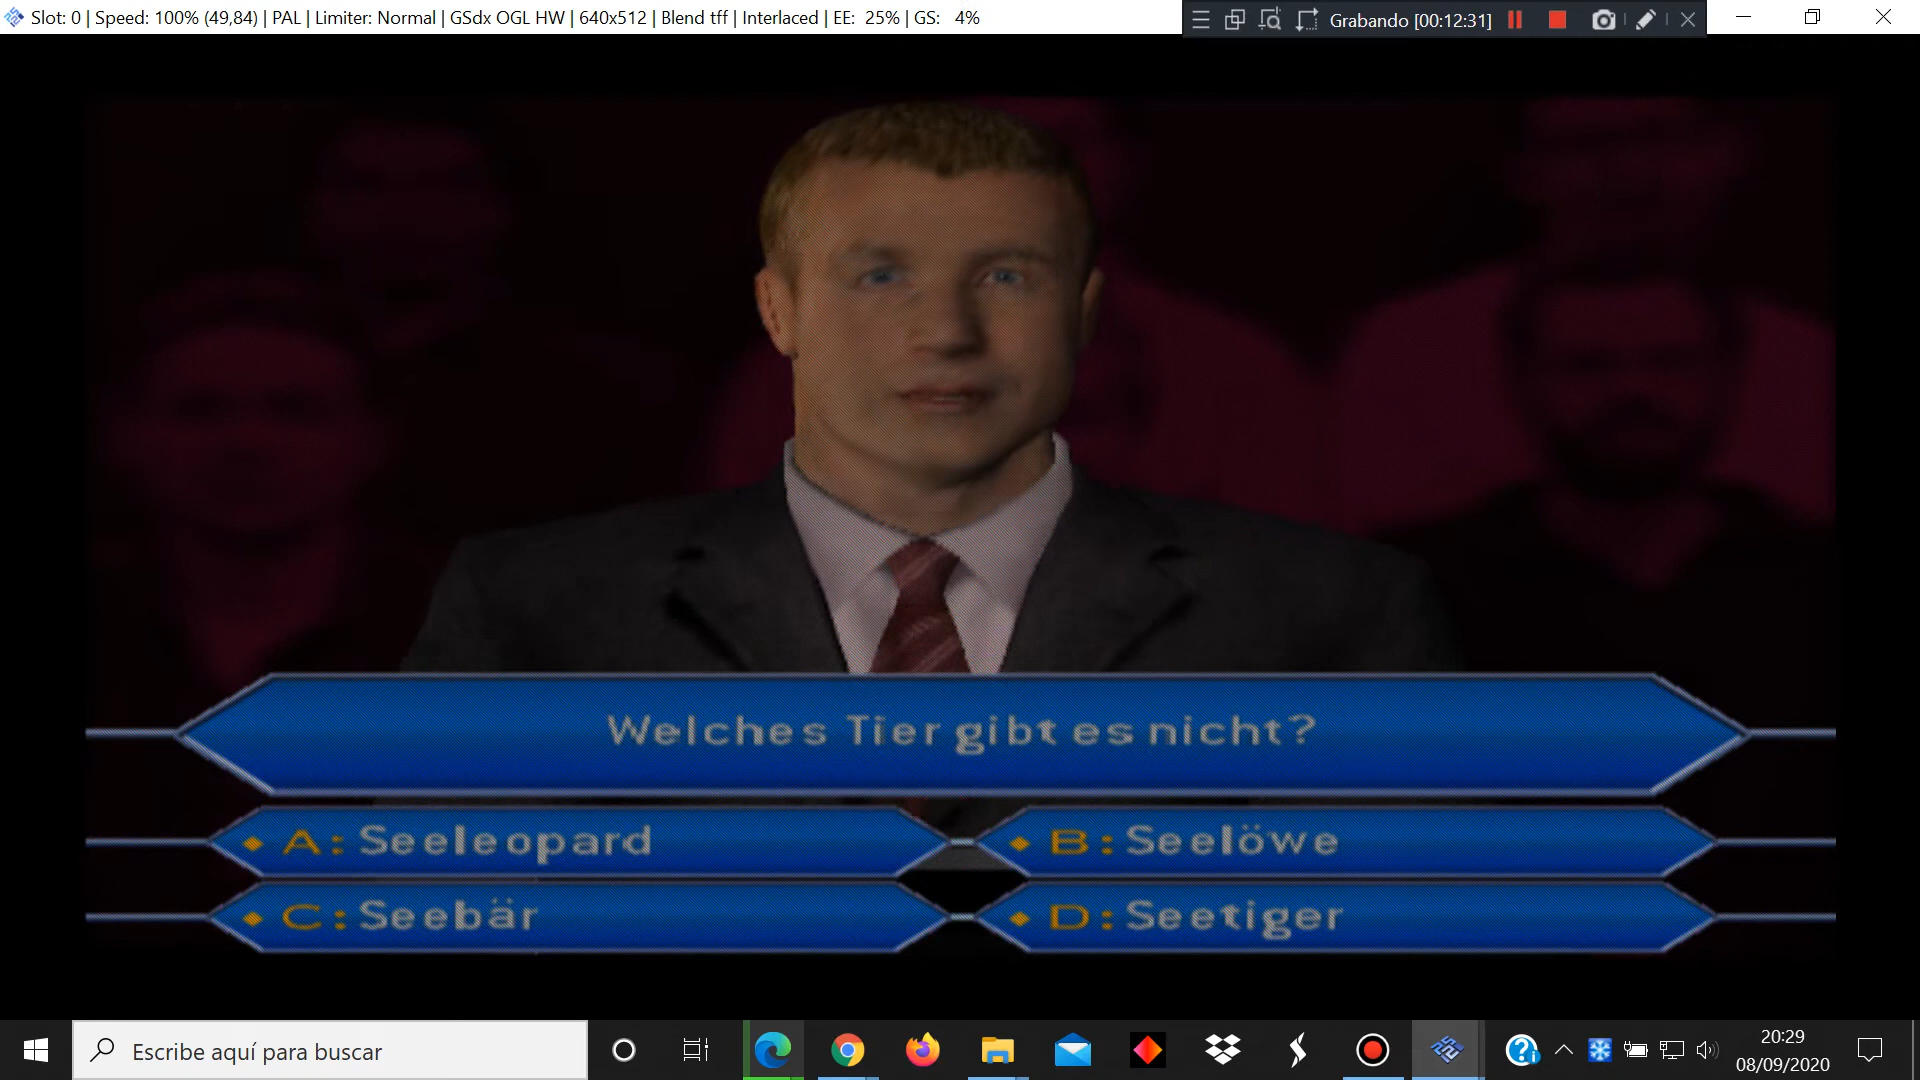 Slot: 0 | Speed: 100% (49,84) | PAL | Limiter: Normal | GSdx OGL HW | 640x512 | Blend tff | Interlaced | EE: 25% | GS: 4%
Grabando [00:12:31]
Welches Tier gibt es nicht?
A: Seeleopard
B: Seelöwe
C: Seebär
D: Seetiger
Escribe aquí para buscar
20:29
08/09/2020